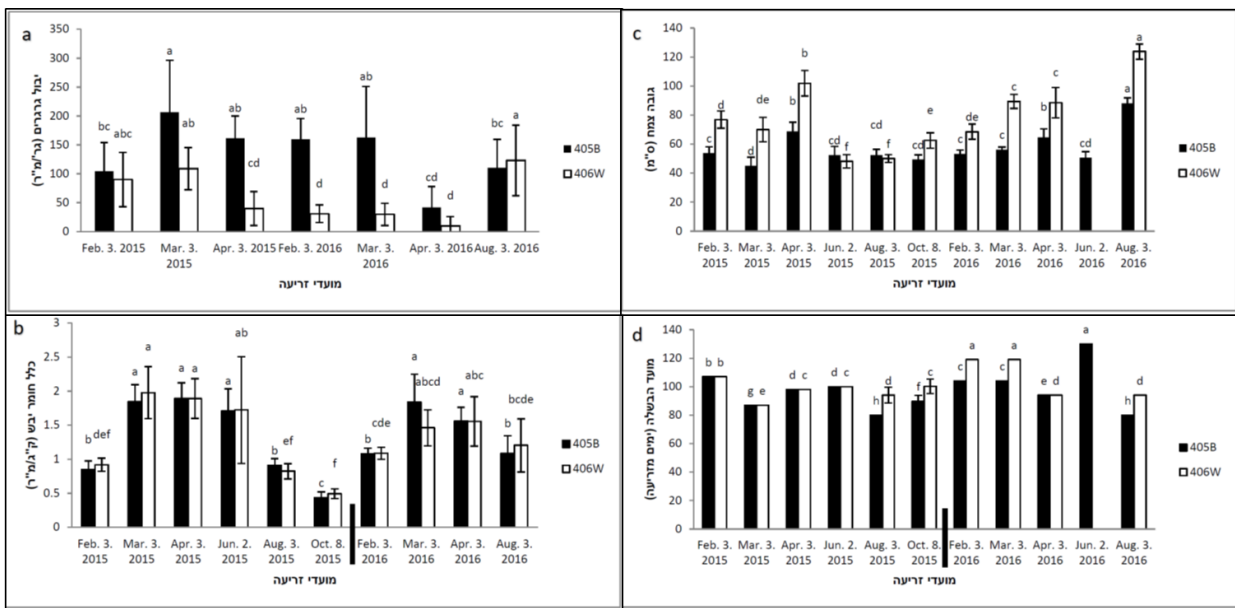 a
יבול גרגרים (גר'/מ"ר)
350
300
250
200
150
100
50
0
bc abc a ab ab cd ab d ab d cd d ab a
Feb. 3. 2015 Mar. 3. Apr. 3. 2015 Feb. 3. 2016 Mar. 3. Apr. 3. 2016 Aug. 3. 2016
2015 2016
מועדי זריעה
405B
406W
c
גובה צמח (ס"מ)
140
120
100
80
60
40
20
0
c d d de b b cd f cd f cd e c de c c b c cd a a
Feb. 3. Mar. 3. Apr. 3. Jun. 2. Aug. 3. Oct. 8. Feb. 3. Mar. 3. Apr. 3. Jun. 2. Aug. 3.
2015 2015 2015 2015 2015 2015 2016 2016 2016 2016 2016
מועדי זריעה
405B
406W
b
כלל חומר יבש (ק"ג/מ"ר)
3
2.5
2
1.5
1
0.5
0
b def a a a a a ab b ef c f b cde a abcd a abc b bcde
Feb. 3. Mar. 3. Apr. 3. Jun. 2. Aug. 3. Oct. 8. Feb. 3. Mar. 3. Apr. 3. Aug. 3.
2015 2015 2015 2015 2015 2015 2016 2016 2016 2016
מועדי זריעה
405B
406W
d
מועד הבשלה (ימים מזריעה)
140
120
100
80
60
40
20
0
b b g e d c d c h d f c c a c a e d a h d
Feb. 3. Mar. 3. Apr. 3. Jun. 2. Aug. 3. Oct. 8. Feb. 3. Mar. 3. Apr. 3. Jun. 2. Aug. 3.
2015 2015 2015 2015 2015 2015 2016 2016 2016 2016 2016
מועדי זריעה
405B
406W